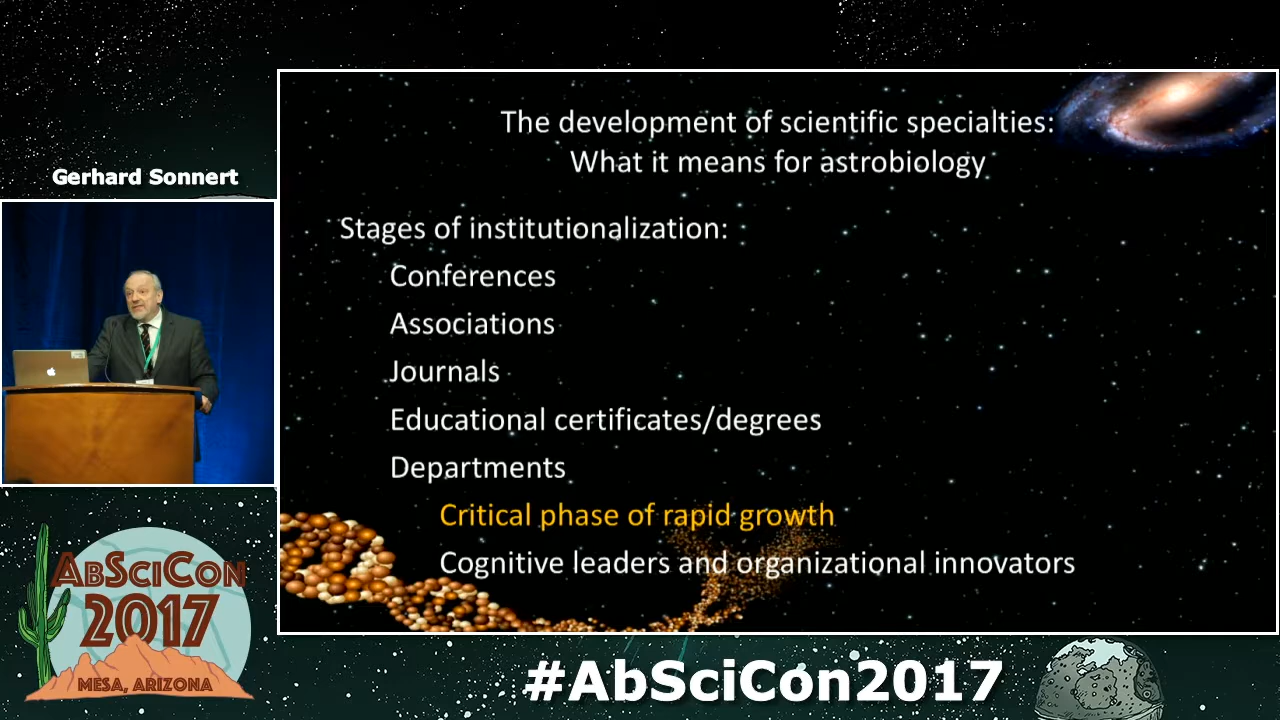 Gerhard Sonnert
The development of scientific specialties:
What it means for astrobiology
Stages of institutionalization:
Conferences
Associations
Journals
Educational certificates/degrees
Departments
Critical phase of rapid growth
Cognitive leaders and organizational innovators
AbSciCon
2017
MESA, ARIZONA
#AbSciCon2017